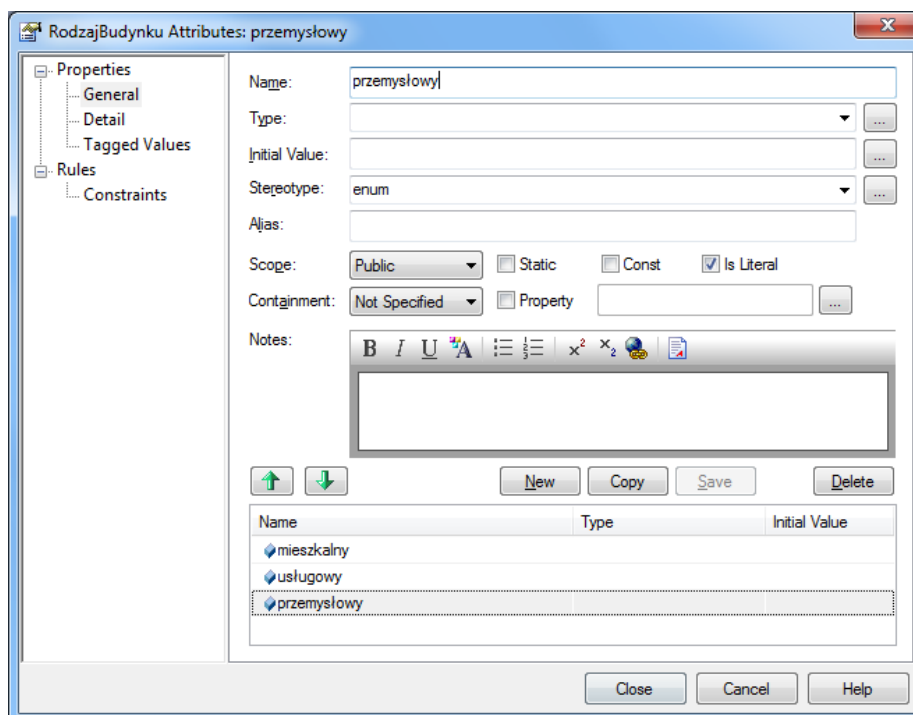 RodzajBudynku Attributes: przemysłowy
Properties
General
Detail
Tagged Values
Rules
Constraints
Name: przemysłowy
Type: ...
Initial Value: ...
Stereotype: enum ...
Alias:
Scope: Public Static Const Is Literal
Containment: Not Specified Property ...
Notes:
B I U A x² x₂
New Copy Save Delete
Name Type Initial Value
mieszkalny
usługowy
przemysłowy
Close Cancel Help